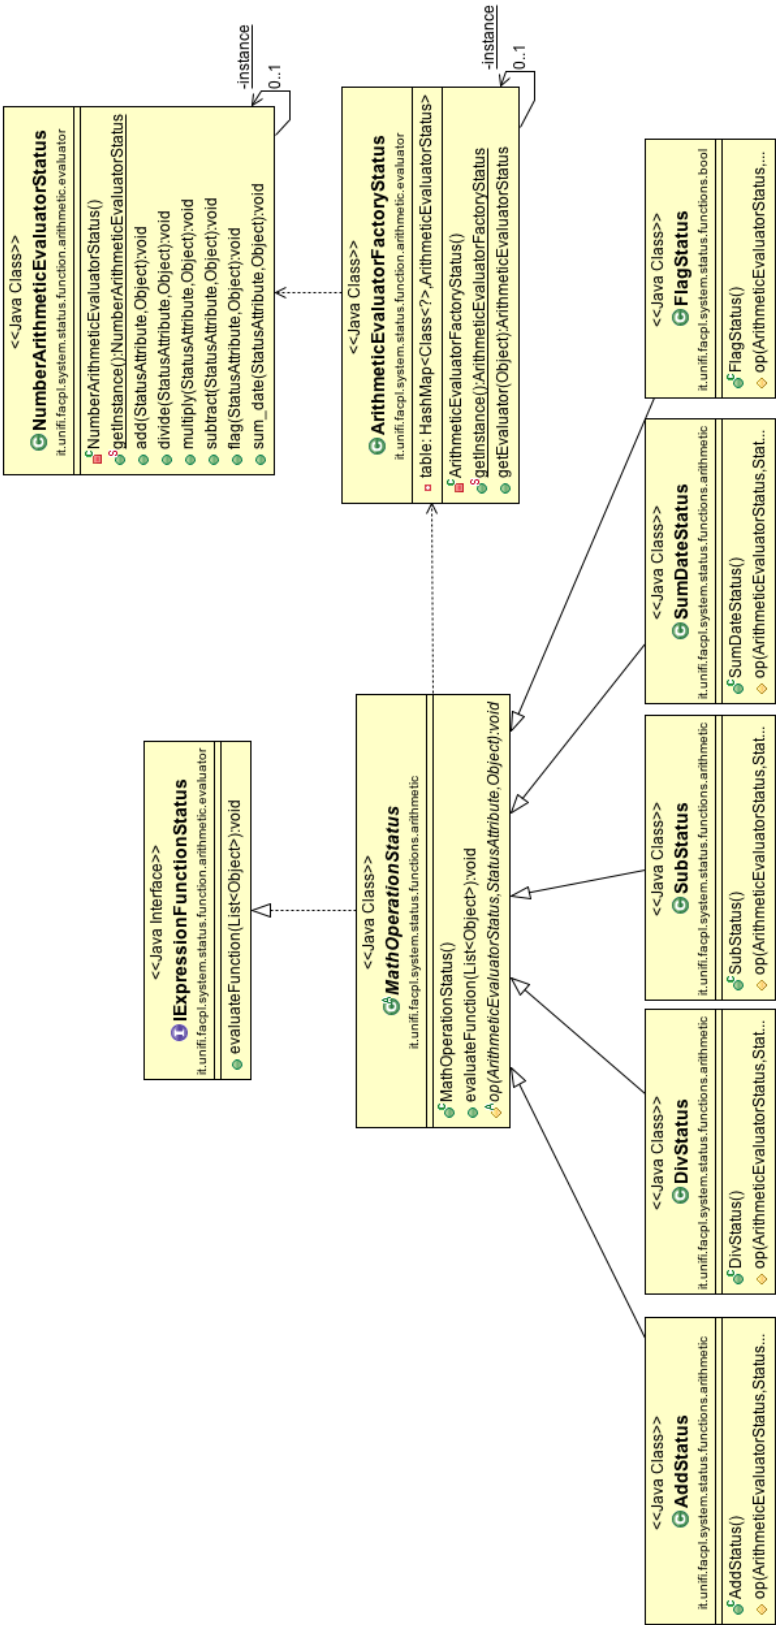 <<Java Interface>>
IExpressionFunctionStatus
it.unifi.facpl.system.status.function.arithmetic.evaluator
evaluateFunction(List<Object>):void
<<Java Class>>
NumberArithmeticEvaluatorStatus
it.unifi.facpl.system.status.function.arithmetic.evaluator
NumberArithmeticEvaluatorStatus()
getInstance():NumberArithmeticEvaluatorStatus
add(StatusAttribute,Object):void
divide(StatusAttribute,Object):void
multiply(StatusAttribute,Object):void
subtract(StatusAttribute,Object):void
flag(StatusAttribute,Object):void
sum_date(StatusAttribute,Object):void
-instance
0..1
<<Java Class>>
MathOperationStatus
it.unifi.facpl.system.status.functions.arithmetic
MathOperationStatus()
evaluateFunction(List<Object>):void
op(ArithmeticEvaluatorStatus,StatusAttribute,Object):void
<<Java Class>>
ArithmeticEvaluatorFactoryStatus
it.unifi.facpl.system.status.function.arithmetic.evaluator
table: HashMap<Class<?>,ArithmeticEvaluatorStatus>
ArithmeticEvaluatorFactoryStatus()
getInstance():ArithmeticEvaluatorFactoryStatus
getEvaluator(Object):ArithmeticEvaluatorStatus
-instance
0..1
<<Java Class>>
AddStatus
it.unifi.facpl.system.status.functions.arithmetic
AddStatus()
op(ArithmeticEvaluatorStatus,Status...
<<Java Class>>
DivStatus
it.unifi.facpl.system.status.functions.arithmetic
DivStatus()
op(ArithmeticEvaluatorStatus,Stat...
<<Java Class>>
SubStatus
it.unifi.facpl.system.status.functions.arithmetic
SubStatus()
op(ArithmeticEvaluatorStatus,Stat...
<<Java Class>>
SumDateStatus
it.unifi.facpl.system.status.functions.arithmetic
SumDateStatus()
op(ArithmeticEvaluatorStatus,Stat...
<<Java Class>>
FlagStatus
it.unifi.facpl.system.status.functions.bool
FlagStatus()
op(ArithmeticEvaluatorStatus,...